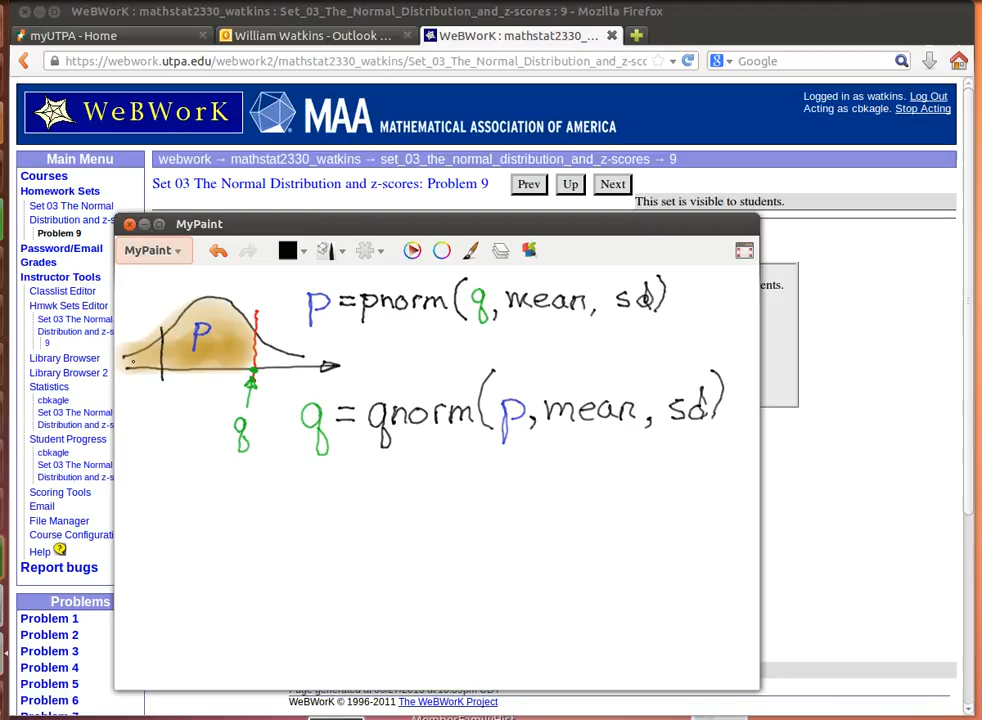 WeBWorK : mathstat2330_watkins : Set_03_The_Normal_Distribution_and_z-scores : 9 - Mozilla Firefox
myUTPA - Home
William Watkins - Outlook ...
WeBWorK : mathstat2330_...
https://webwork.utpa.edu/webwork2/mathstat2330_watkins/Set_03_The_Normal_Distribution_and_z-sc
Google
WeBWorK
MAA MATHEMATICAL ASSOCIATION OF AMERICA
Logged in as watkins. Log Out
Acting as cbkagle. Stop Acting
Main Menu
Courses
Homework Sets
Set 03 The Normal
Distribution and z-s
Problem 9
Password/Email
Grades
Instructor Tools
Classlist Editor
Hmwk Sets Editor
Set 03 The Normal
Distribution and z-s
9
Library Browser
Library Browser 2
Statistics
cbkagle
Set 03 The Normal
Distribution and z-s
Student Progress
cbkagle
Set 03 The Normal
Distribution and z-s
Scoring Tools
Email
File Manager
Course Configurati
Help ?
Report bugs
Problems
Problem 1
Problem 2
Problem 3
Problem 4
Problem 5
Problem 6
webwork → mathstat2330_watkins → set_03_the_normal_distribution_and_z-scores → 9
Set 03 The Normal Distribution and z-scores: Problem 9
Prev
Up
Next
This set is visible to students.
ents.
MyPaint
MyPaint
p = pnorm(q, mean, sd)
P
q
q = qnorm(p, mean, sd)
WeBWorK © 1996-2011 The WeBWorK Project